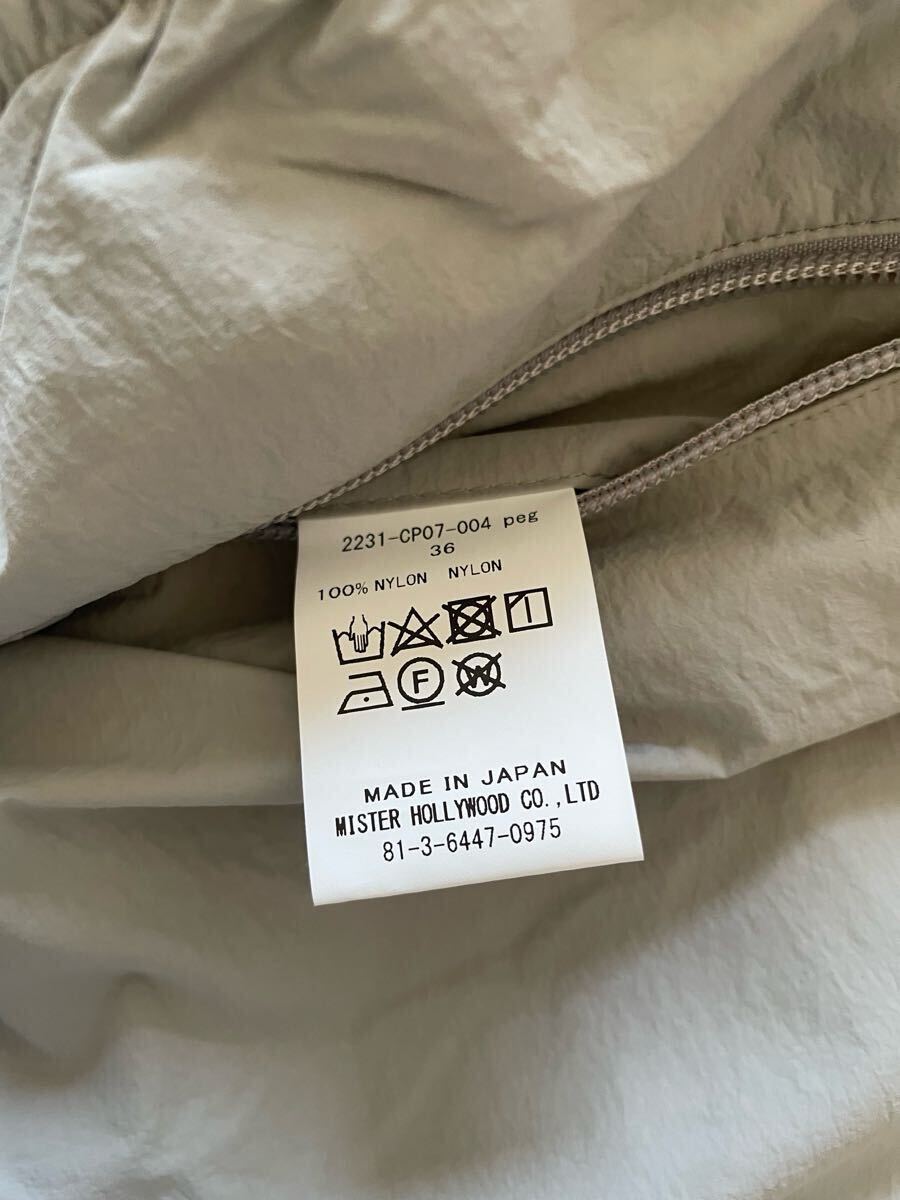 2231-CP07-004 peg
36
100% NYLON NYLON
F
W
MADE IN JAPAN
MISTER HOLLYWOOD CO.,LTD
81-3-6447-0975